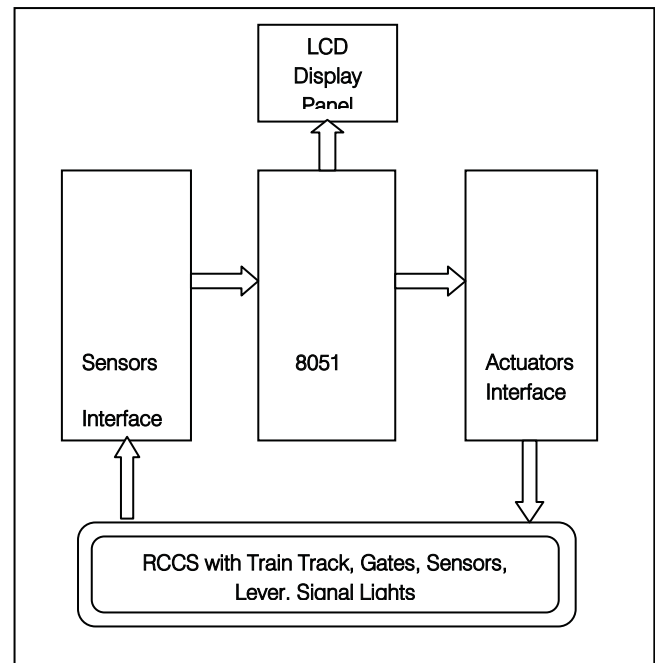 LCD
Display
Panel
Sensors
Interface
8051
Actuators
Interface
RCCS with Train Track, Gates, Sensors,
Lever, Signal Lights